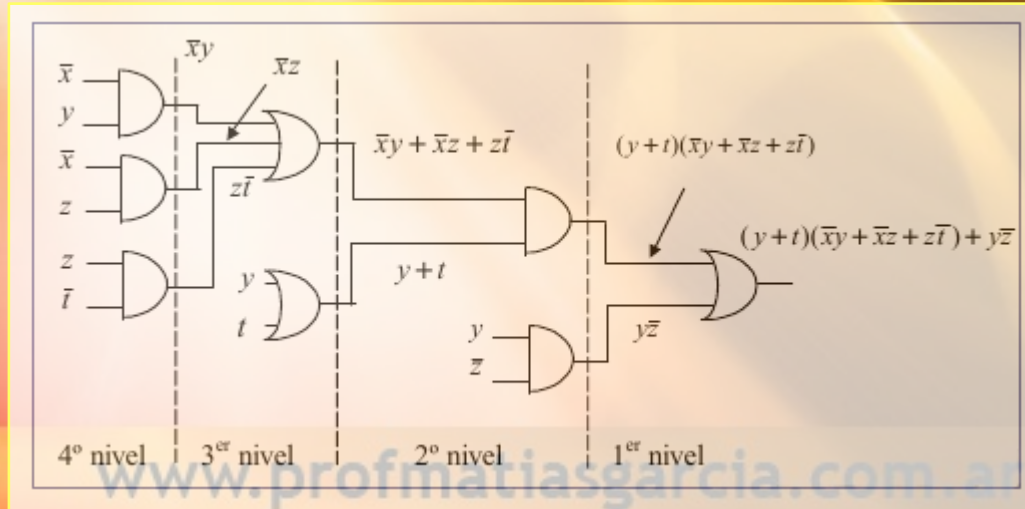 x̅y
x̅z
x̅
y
x̅y + x̅z + zt̅
(y+t)(x̅y + x̅z + zt̅)
x̅
z
zt̅
(y+t)(x̅y + x̅z + zt̅) + yz̅
z
t̅
y
t
y+t
y
z̅
yz̅
4º nivel
3er nivel
2º nivel
1er nivel
www.profmatiasgarcia.com.ar